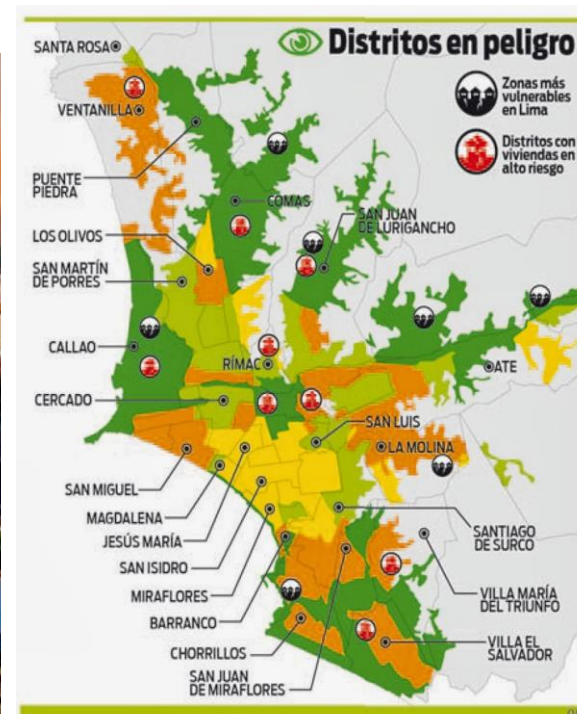 Distritos en peligro
Zonas más
vulnerables
en Lima
Distritos con
viviendas en
alto riesgo
SANTA ROSA
VENTANILLA
PUENTE
PIEDRA
COMAS
SAN JUAN
DE LURIGANCHO
LOS OLIVOS
SAN MARTÍN
DE PORRES
CALLAO
RÍMAC
ATE
CERCADO
SAN LUIS
LA MOLINA
SAN MIGUEL
MAGDALENA
JESÚS MARÍA
SAN ISIDRO
MIRAFLORES
BARRANCO
CHORRILLOS
SAN JUAN
DE MIRAFLORES
SANTIAGO
DE SURCO
VILLA MARÍA
DEL TRIUNFO
VILLA EL
SALVADOR